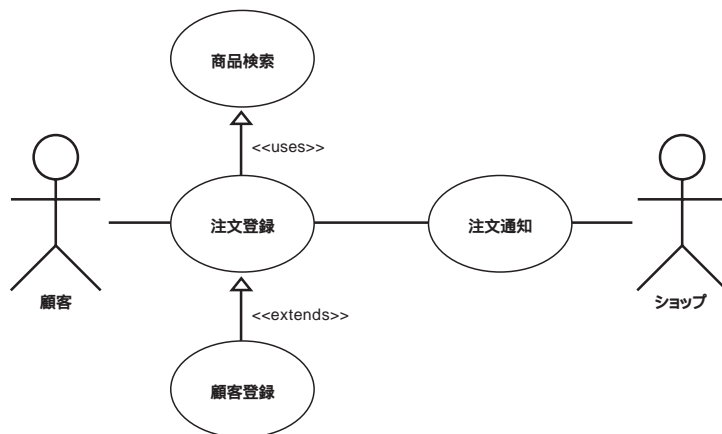 商品検索
<<uses>>
注文登録
注文通知
顧客
ショップ
<<extends>>
顧客登録